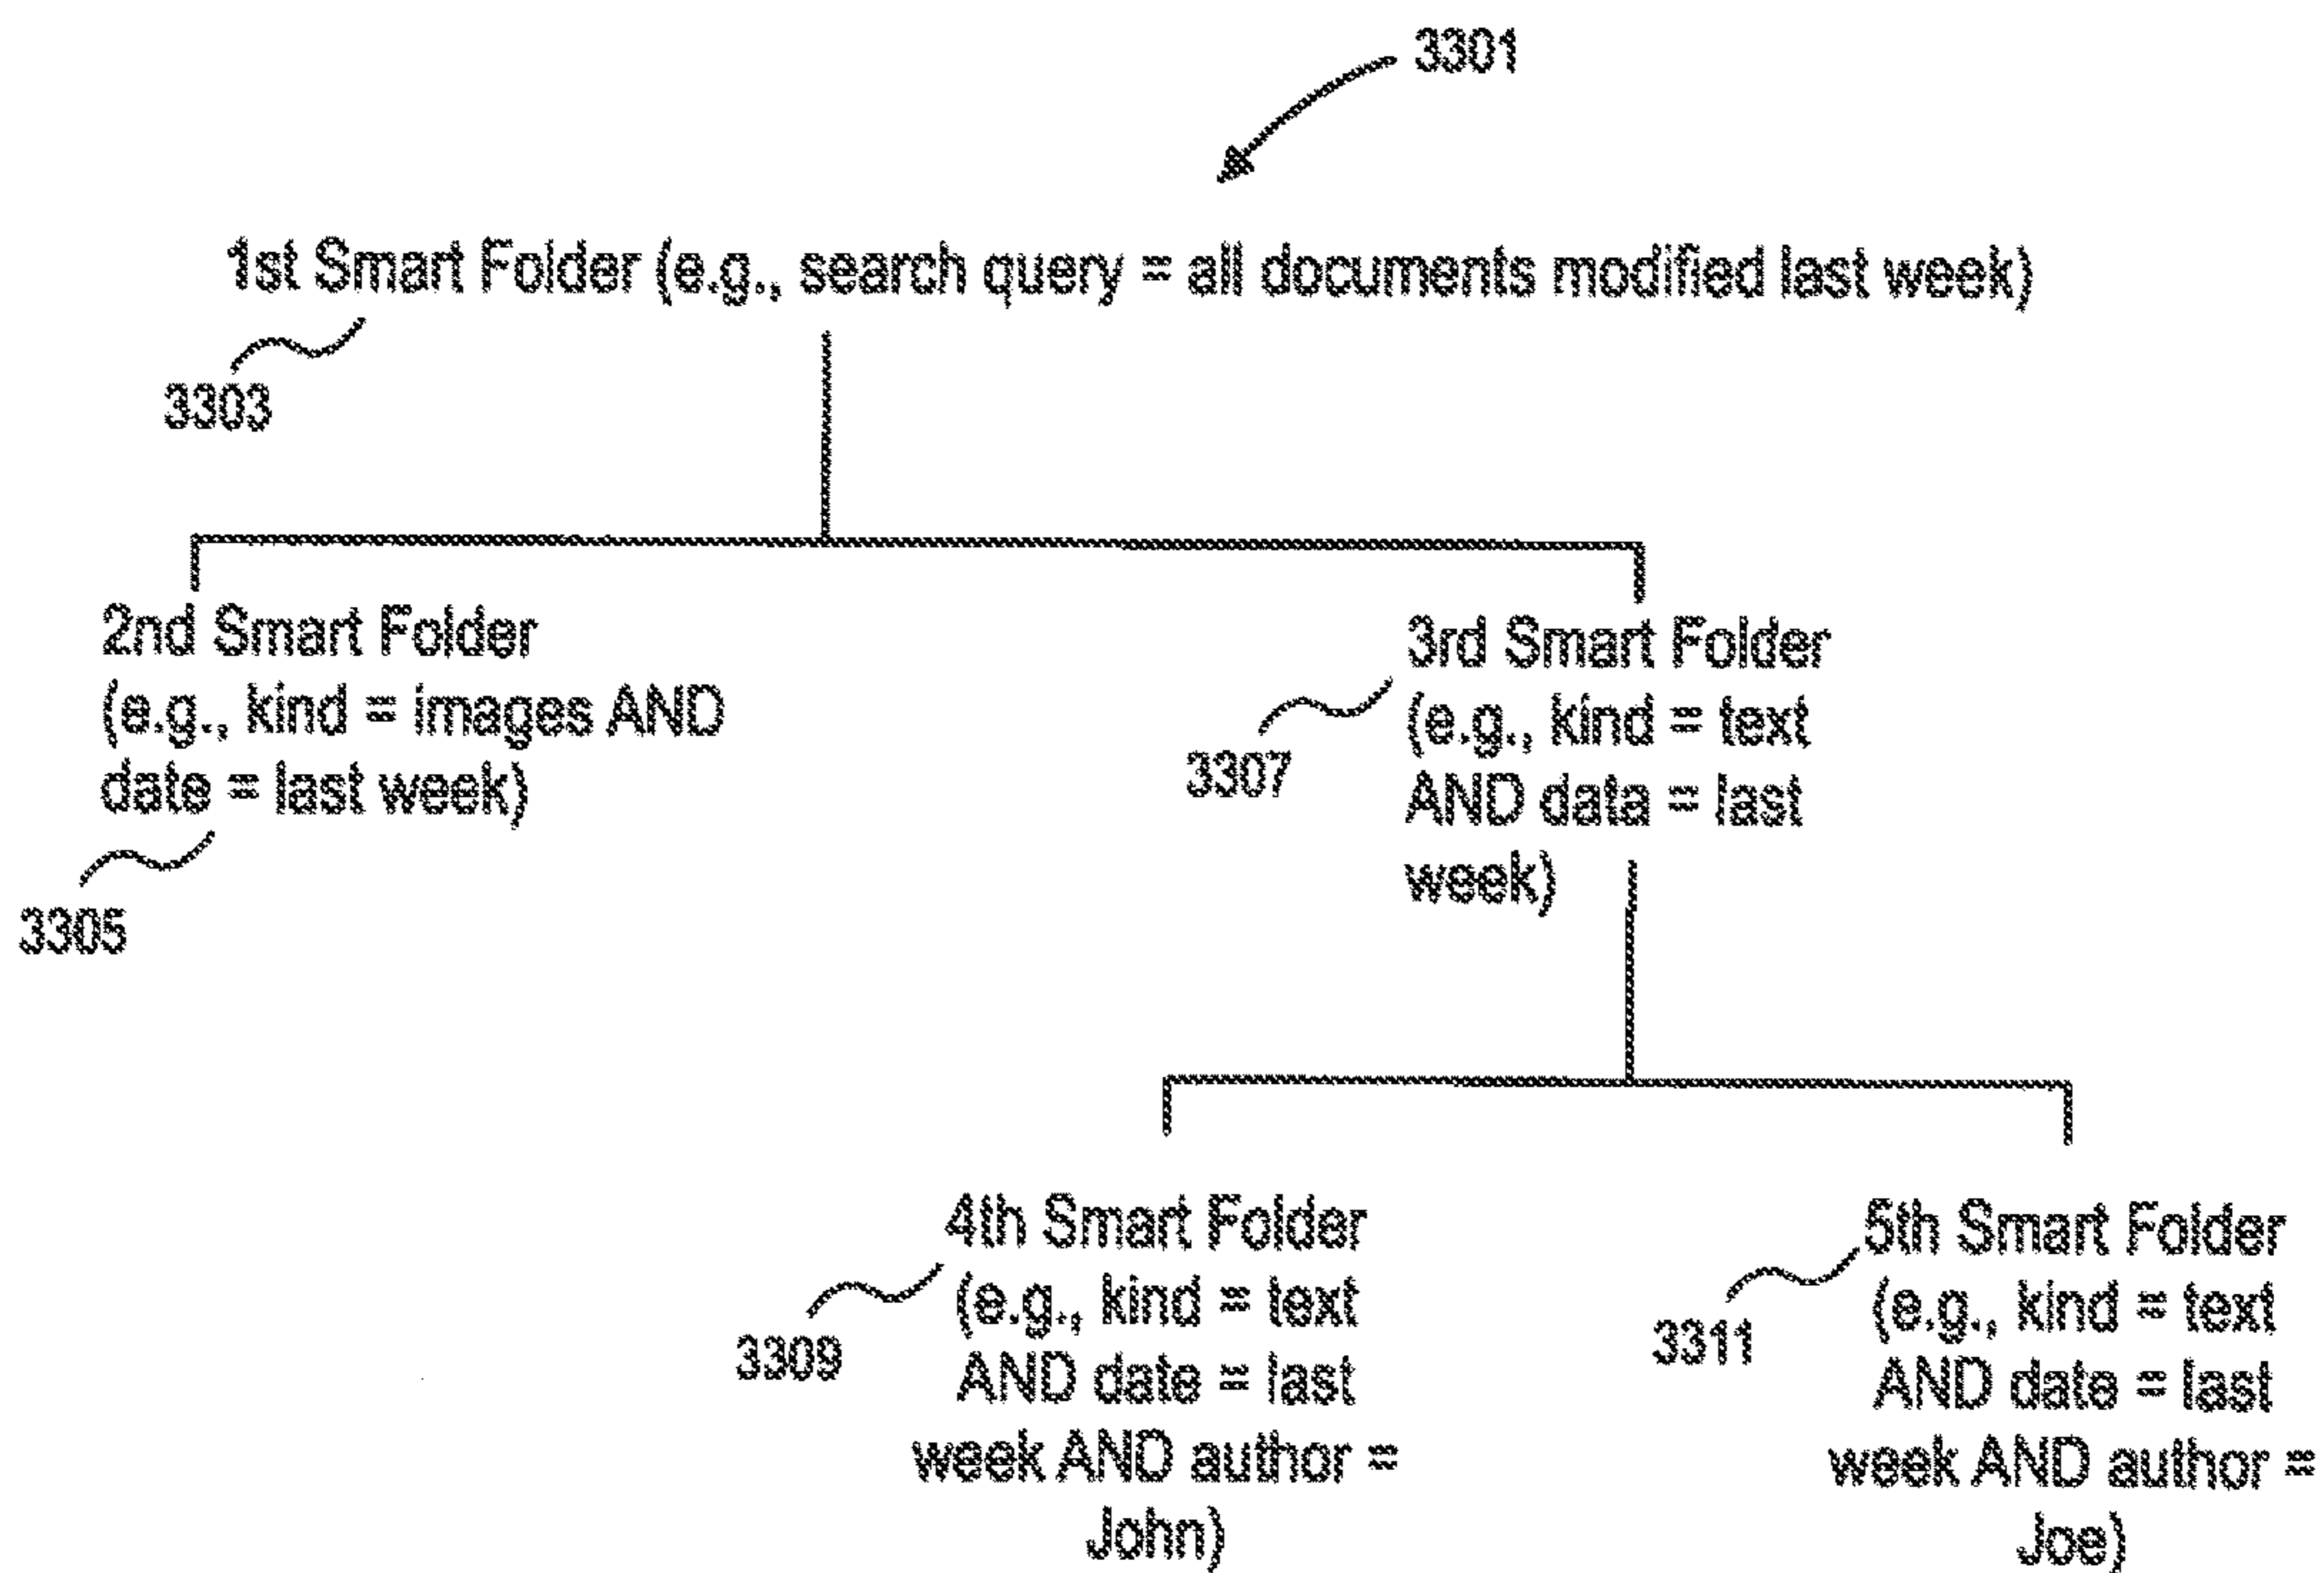 3301
1st Smart Folder (e.g., search query = all documents modified last week)
3303
2nd Smart Folder
(e.g., kind = images AND
date = last week)
3305
3rd Smart Folder
(e.g., kind = text
AND data = last
week)
3307
4th Smart Folder
(e.g., kind = text
AND date = last
week AND author =
John)
3309
5th Smart Folder
(e.g., kind = text
AND date = last
week AND author =
Joe)
3311